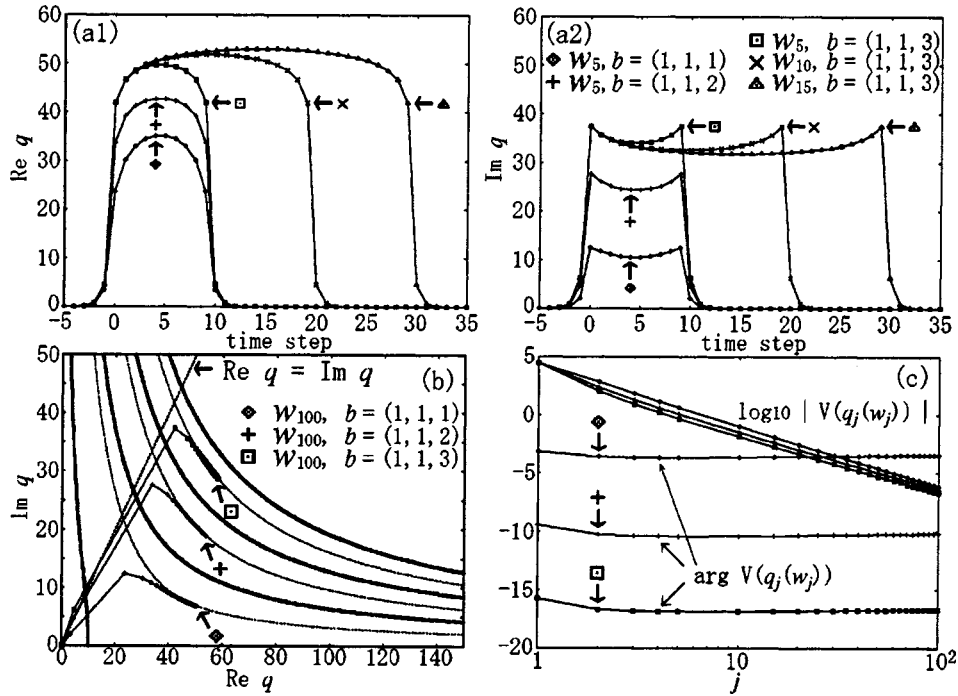 (a1)
60
50
40
30
20
10
0
Re q
-5 0 5 10 15 20 25 30 35
time step
(a2)
W5, b = (1, 1, 1)
W5, b = (1, 1, 2)
W5, b = (1, 1, 3)
W10, b = (1, 1, 3)
W15, b = (1, 1, 3)
60
50
40
30
20
10
0
Im q
-5 0 5 10 15 20 25 30 35
time step
(b)
Re q = Im q
W100, b = (1, 1, 1)
W100, b = (1, 1, 2)
W100, b = (1, 1, 3)
50
40
30
20
10
0
Im q
0 20 40 60 80 100 120 140
Re q
(c)
log10 | V(qj(wj)) |
arg V(qj(wj))
5
0
-5
-10
-15
-20
1 10 10²
j